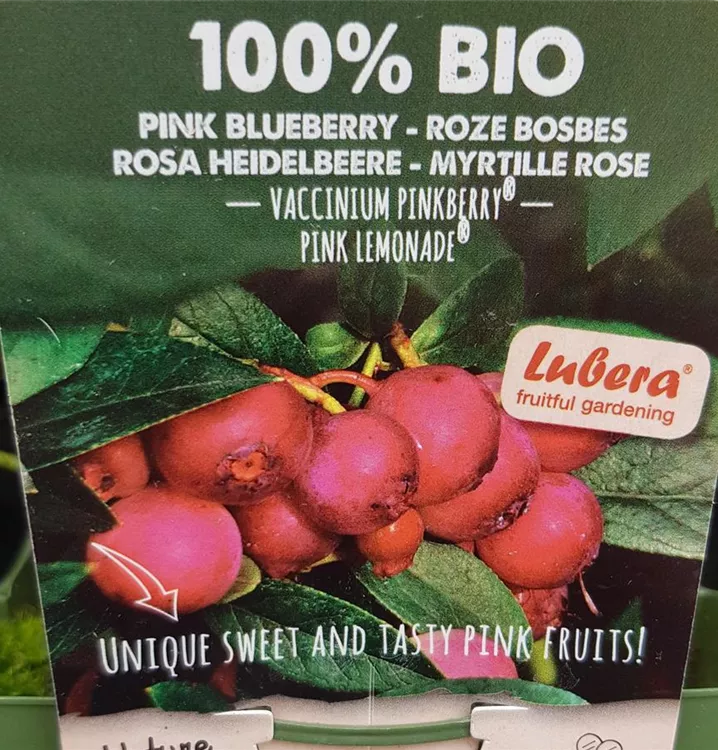 100% BIO
PINK BLUEBERRY - ROZE BOSBES
ROSA HEIDELBEERE - MYRTILLE ROSE
— VACCINIUM PINKBERRY® —
PINK LEMONADE®
Lubera®
fruitful gardening
UNIQUE SWEET AND TASTY PINK FRUITS!
Nature